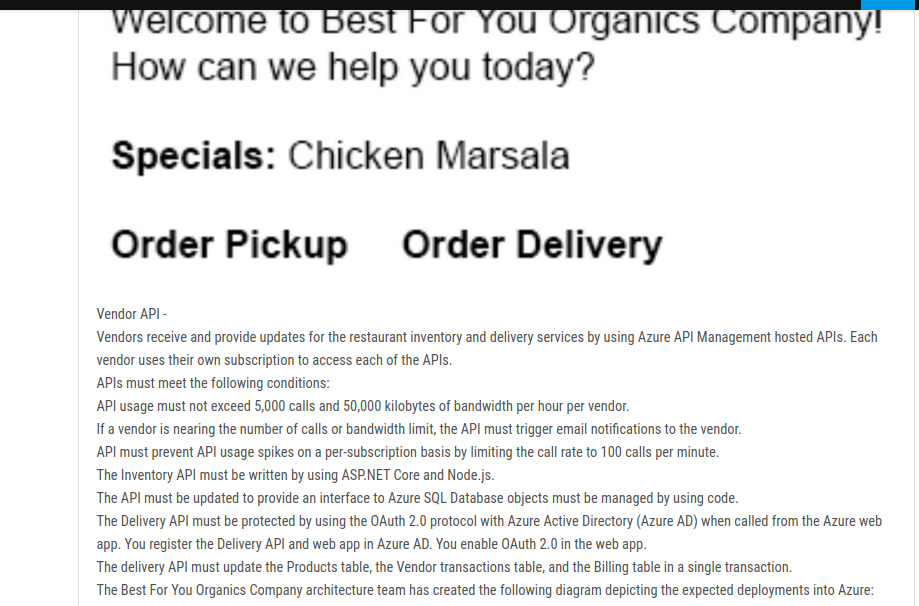 Welcome to Best For You Organics Company!
How can we help you today?
Specials: Chicken Marsala
Order Pickup Order Delivery
Vendor API -
Vendors receive and provide updates for the restaurant inventory and delivery services by using Azure API Management hosted APIs. Each
vendor uses their own subscription to access each of the APIs.
APIs must meet the following conditions:
API usage must not exceed 5,000 calls and 50,000 kilobytes of bandwidth per hour per vendor.
If a vendor is nearing the number of calls or bandwidth limit, the API must trigger email notifications to the vendor.
API must prevent API usage spikes on a per-subscription basis by limiting the call rate to 100 calls per minute.
The Inventory API must be written by using ASP.NET Core and Node.js.
The API must be updated to provide an interface to Azure SQL Database objects must be managed by using code.
The Delivery API must be protected by using the OAuth 2.0 protocol with Azure Active Directory (Azure AD) when called from the Azure web
app. You register the Delivery API and web app in Azure AD. You enable OAuth 2.0 in the web app.
The delivery API must update the Products table, the Vendor transactions table, and the Billing table in a single transaction.
The Best For You Organics Company architecture team has created the following diagram depicting the expected deployments into Azure: